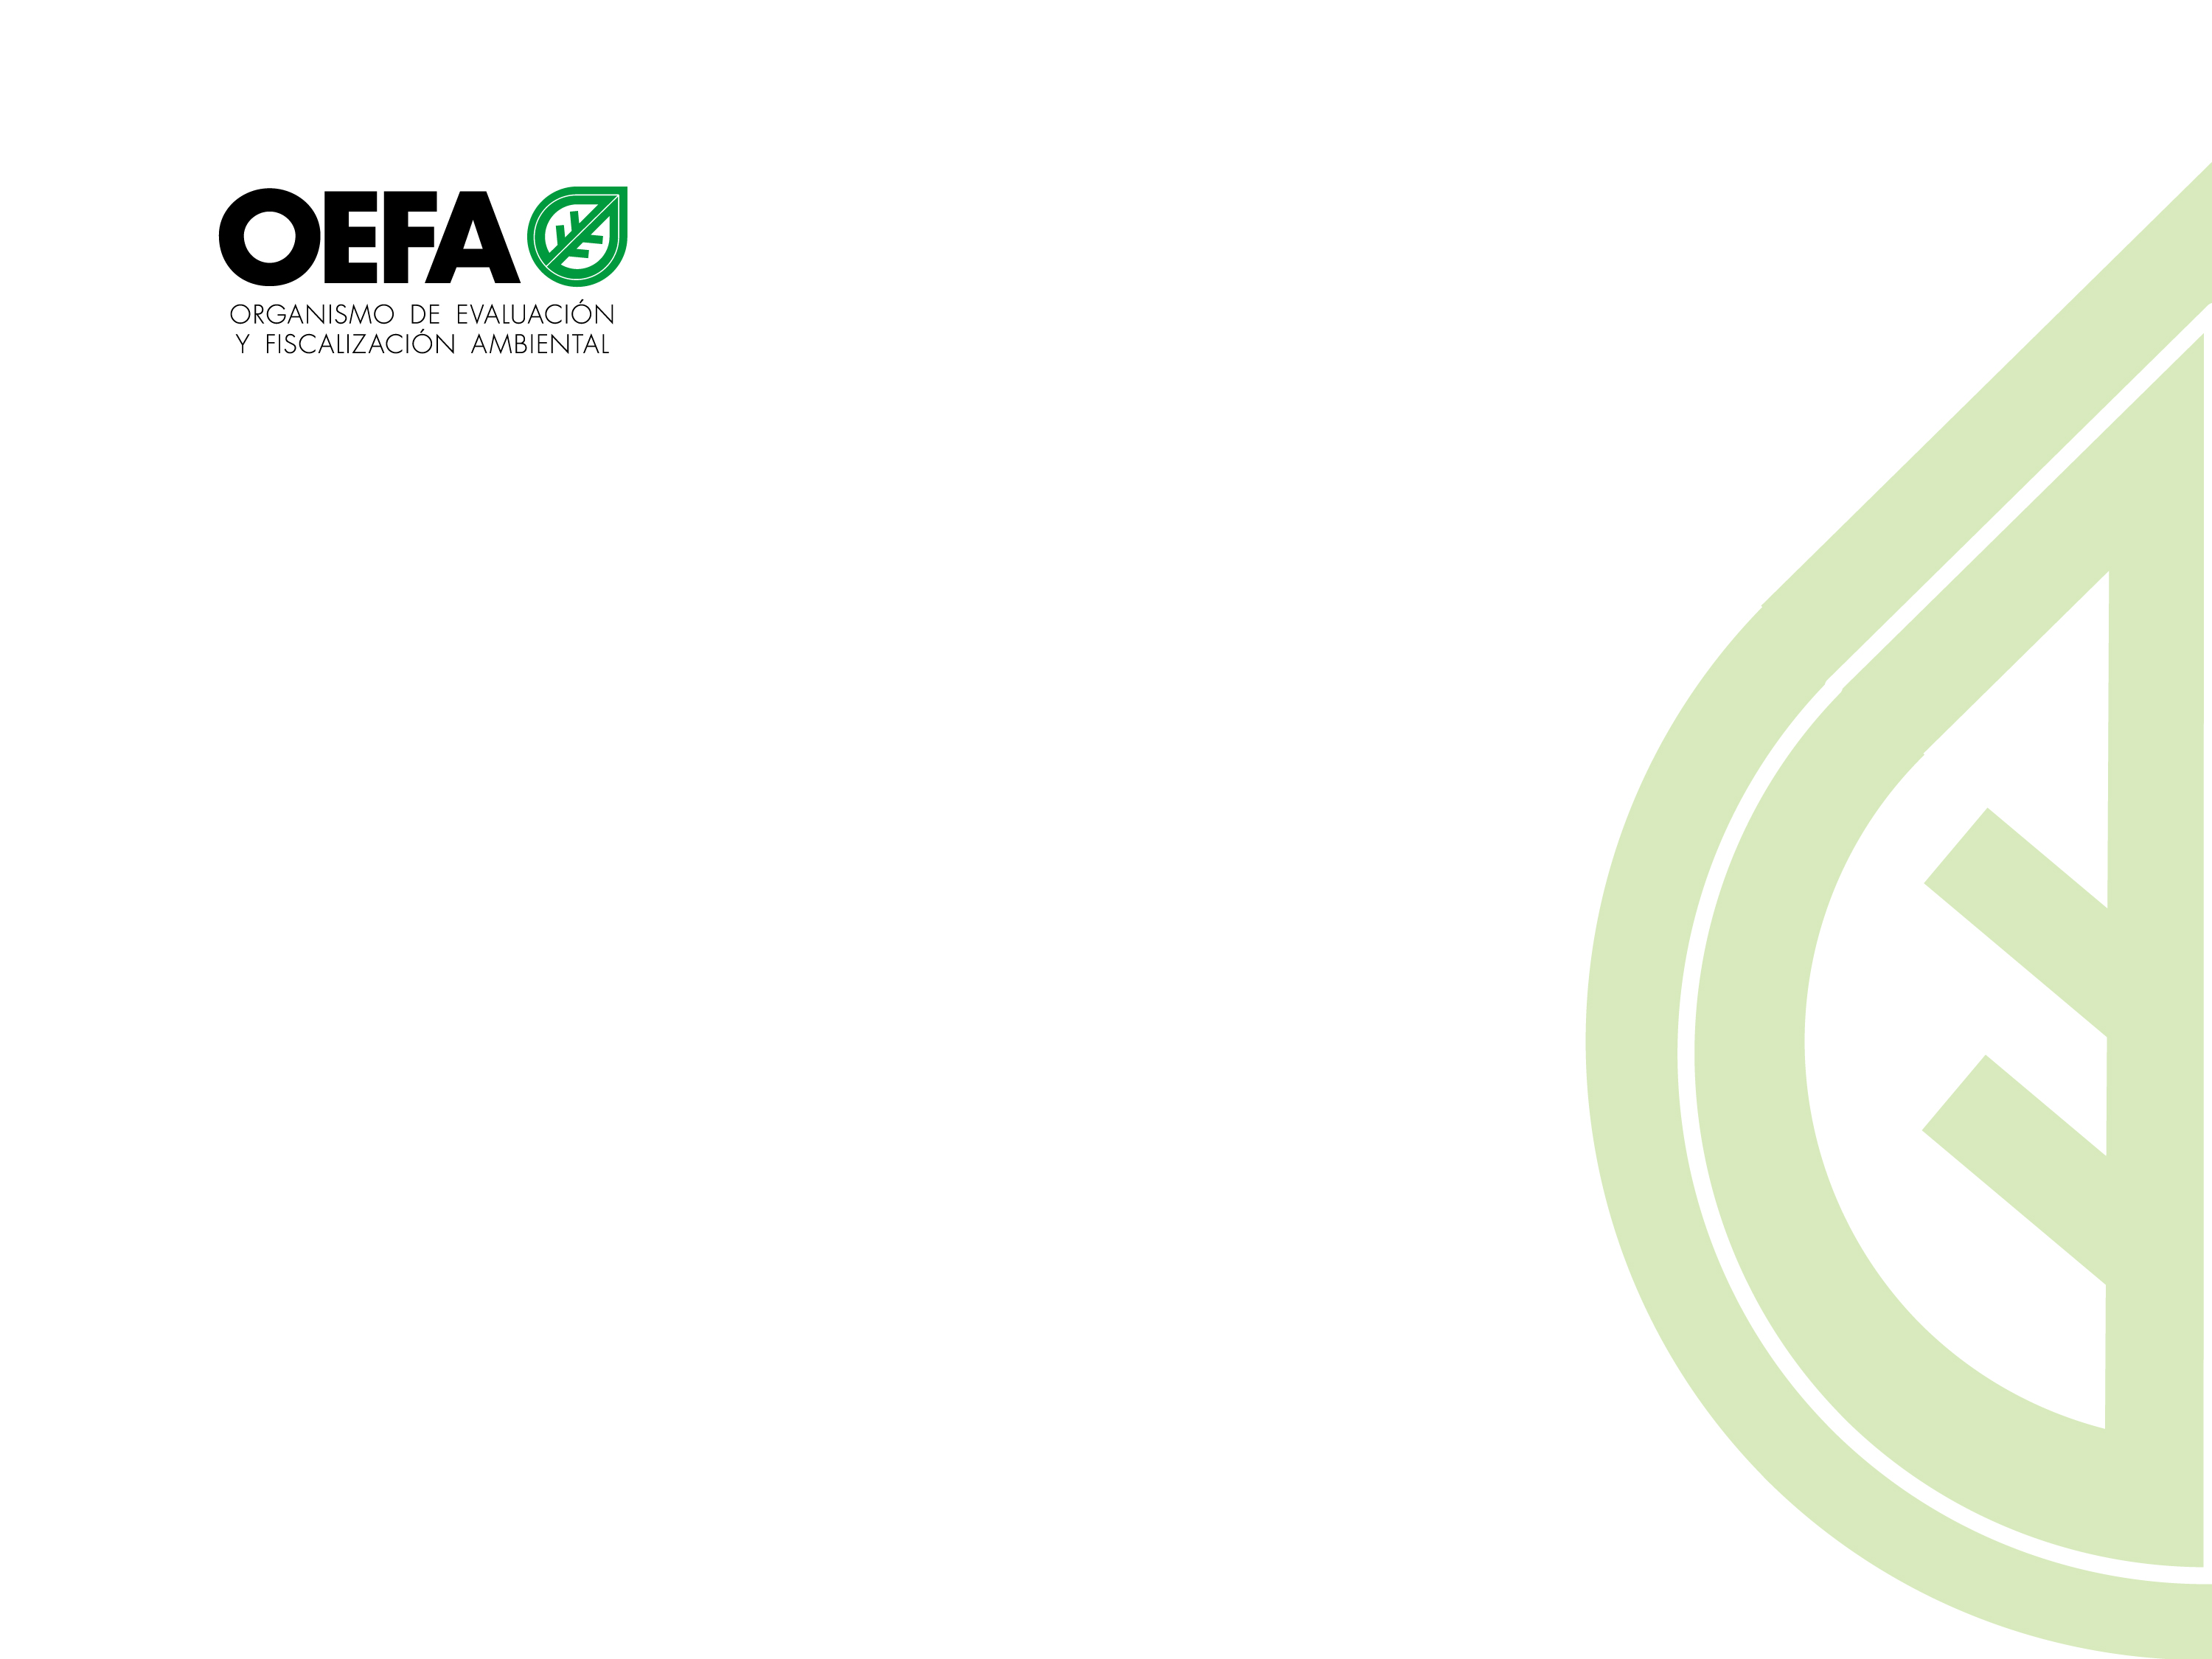 OEFA
ORGANISMO DE EVALUACIÓN
Y FISCALIZACIÓN AMBIENTAL